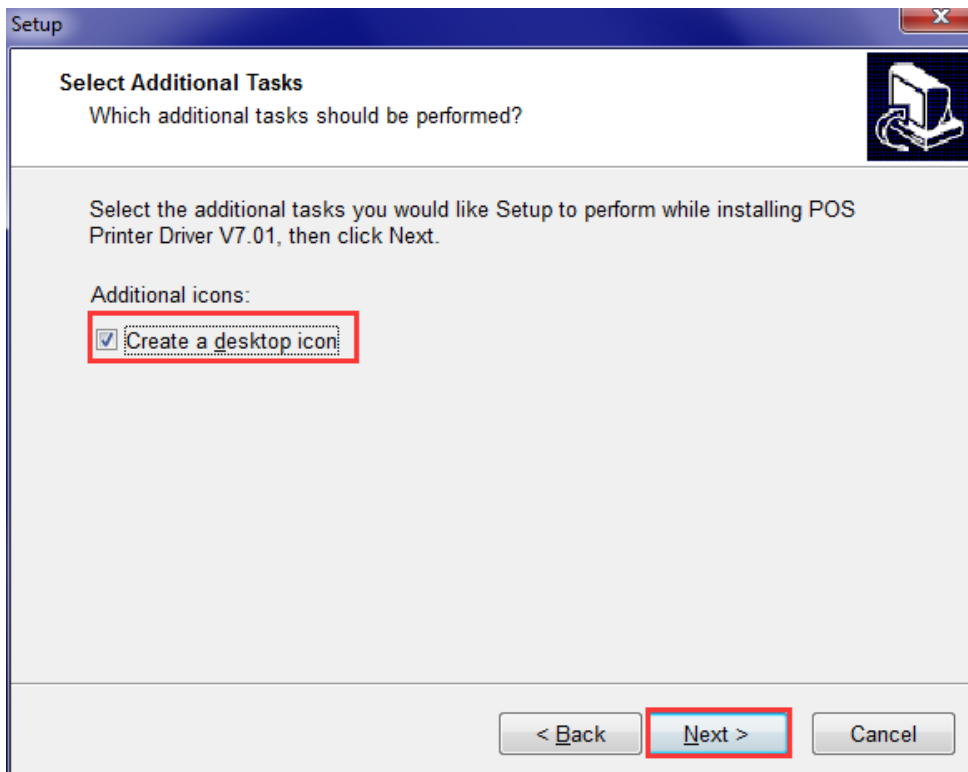 Setup
Select Additional Tasks
Which additional tasks should be performed?
Select the additional tasks you would like Setup to perform while installing POS
Printer Driver V7.01, then click Next.
Additional icons:
Create a desktop icon
< Back Next > Cancel